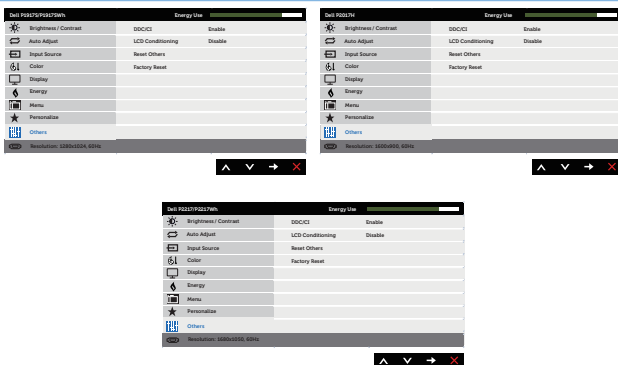 Dell P1917S/P1917SWh Energy Use
Brightness / Contrast DDC/CI Enable
Auto Adjust LCD Conditioning Disable
Input Source Reset Others
Color Factory Reset
Display
Energy
Menu
Personalize
Others
Resolution: 1280x1024, 60Hz
Dell P2017H Energy Use
Brightness / Contrast DDC/CI Enable
Auto Adjust LCD Conditioning Disable
Input Source Reset Others
Color Factory Reset
Display
Energy
Menu
Personalize
Others
Resolution: 1600x900, 60Hz
Dell P2217/P2217Wh Energy Use
Brightness / Contrast DDC/CI Enable
Auto Adjust LCD Conditioning Disable
Input Source Reset Others
Color Factory Reset
Display
Energy
Menu
Personalize
Others
Resolution: 1680x1050, 60Hz